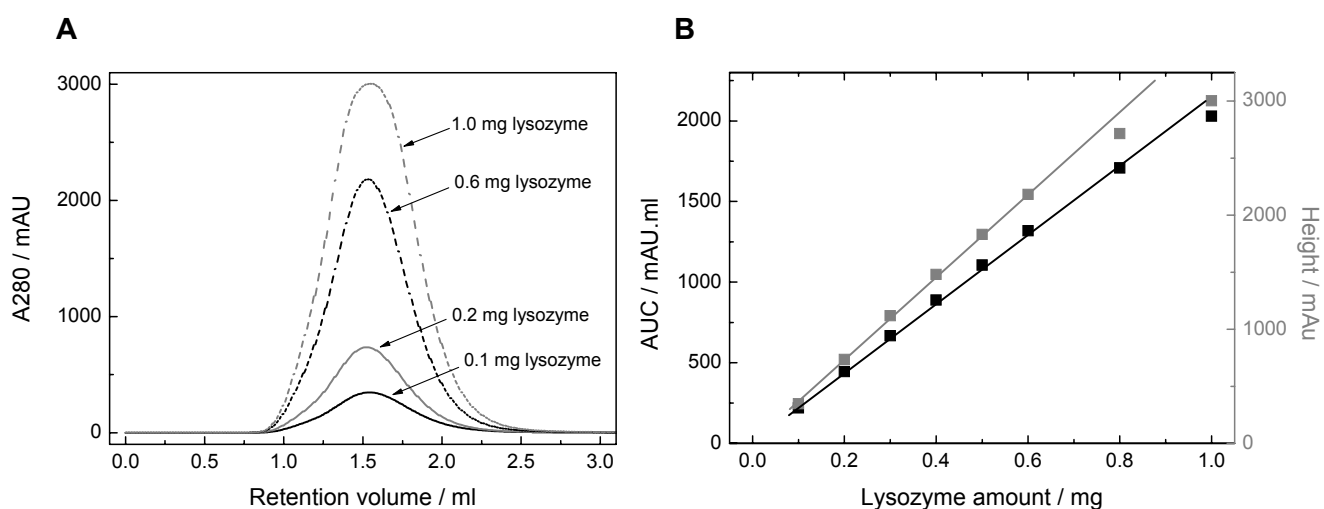 A
A280 / mAU
3000
2000
1000
0
1.0 mg lysozyme
0.6 mg lysozyme
0.2 mg lysozyme
0.1 mg lysozyme
0.0 0.5 1.0 1.5 2.0 2.5 3.0
Retention volume / ml
B
AUC / mAU.ml
2000
1500
1000
500
0
0.0 0.2 0.4 0.6 0.8 1.0
Lysozyme amount / mg
3000
2000
1000
0
Height / mAu